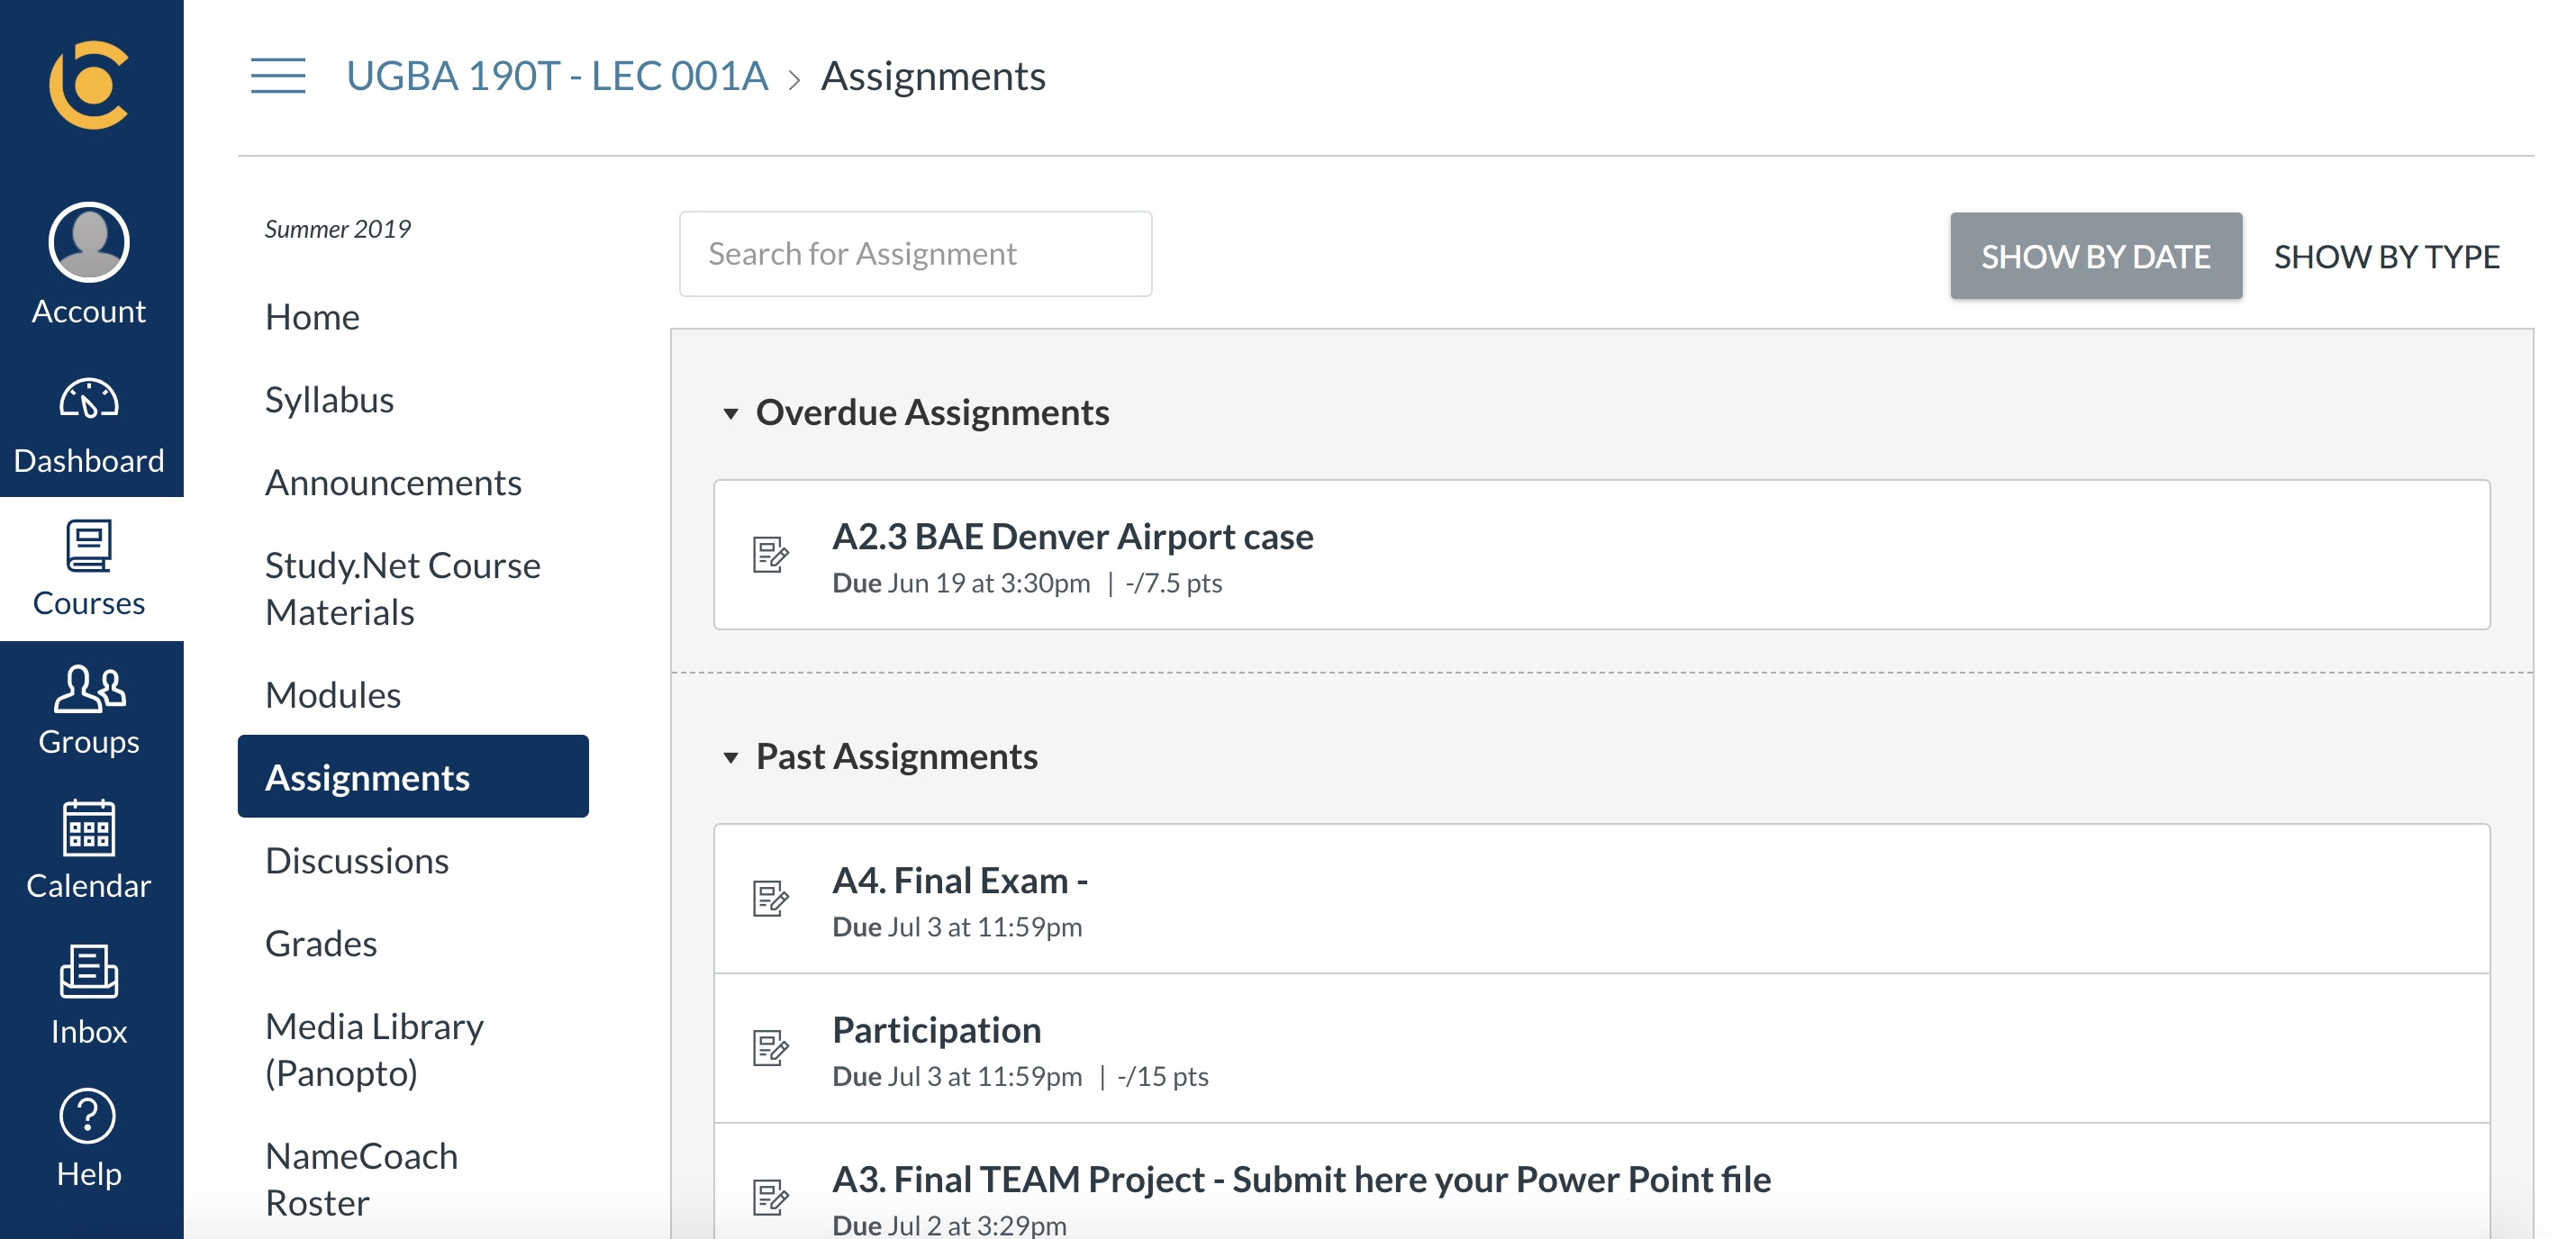 UGBA 190T - LEC 001A > Assignments
Account
Dashboard
Courses
Groups
Calendar
Inbox
Help
Summer 2019
Home
Syllabus
Announcements
Study.Net Course
Materials
Modules
Assignments
Discussions
Grades
Media Library
(Panopto)
NameCoach
Roster
Search for Assignment
SHOW BY DATE
SHOW BY TYPE
Overdue Assignments
A2.3 BAE Denver Airport case
Due Jun 19 at 3:30pm | -/7.5 pts
Past Assignments
A4. Final Exam -
Due Jul 3 at 11:59pm
Participation
Due Jul 3 at 11:59pm | -/15 pts
A3. Final TEAM Project - Submit here your Power Point file
Due Jul 2 at 3:29pm